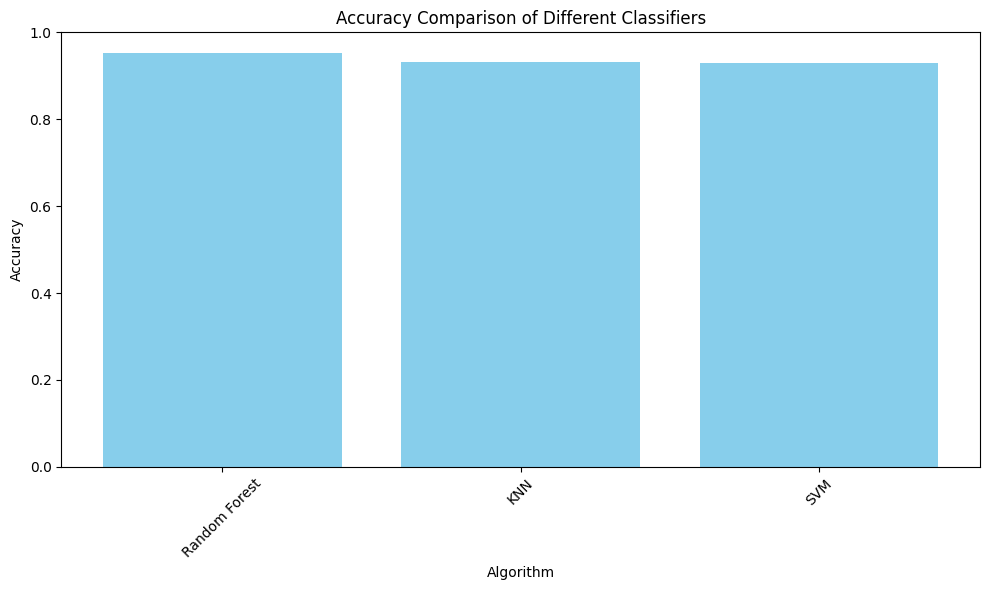 Accuracy Comparison of Different Classifiers
1.0
0.8
0.6
0.4
0.2
0.0
Accuracy
Random Forest
KNN
SVM
Algorithm